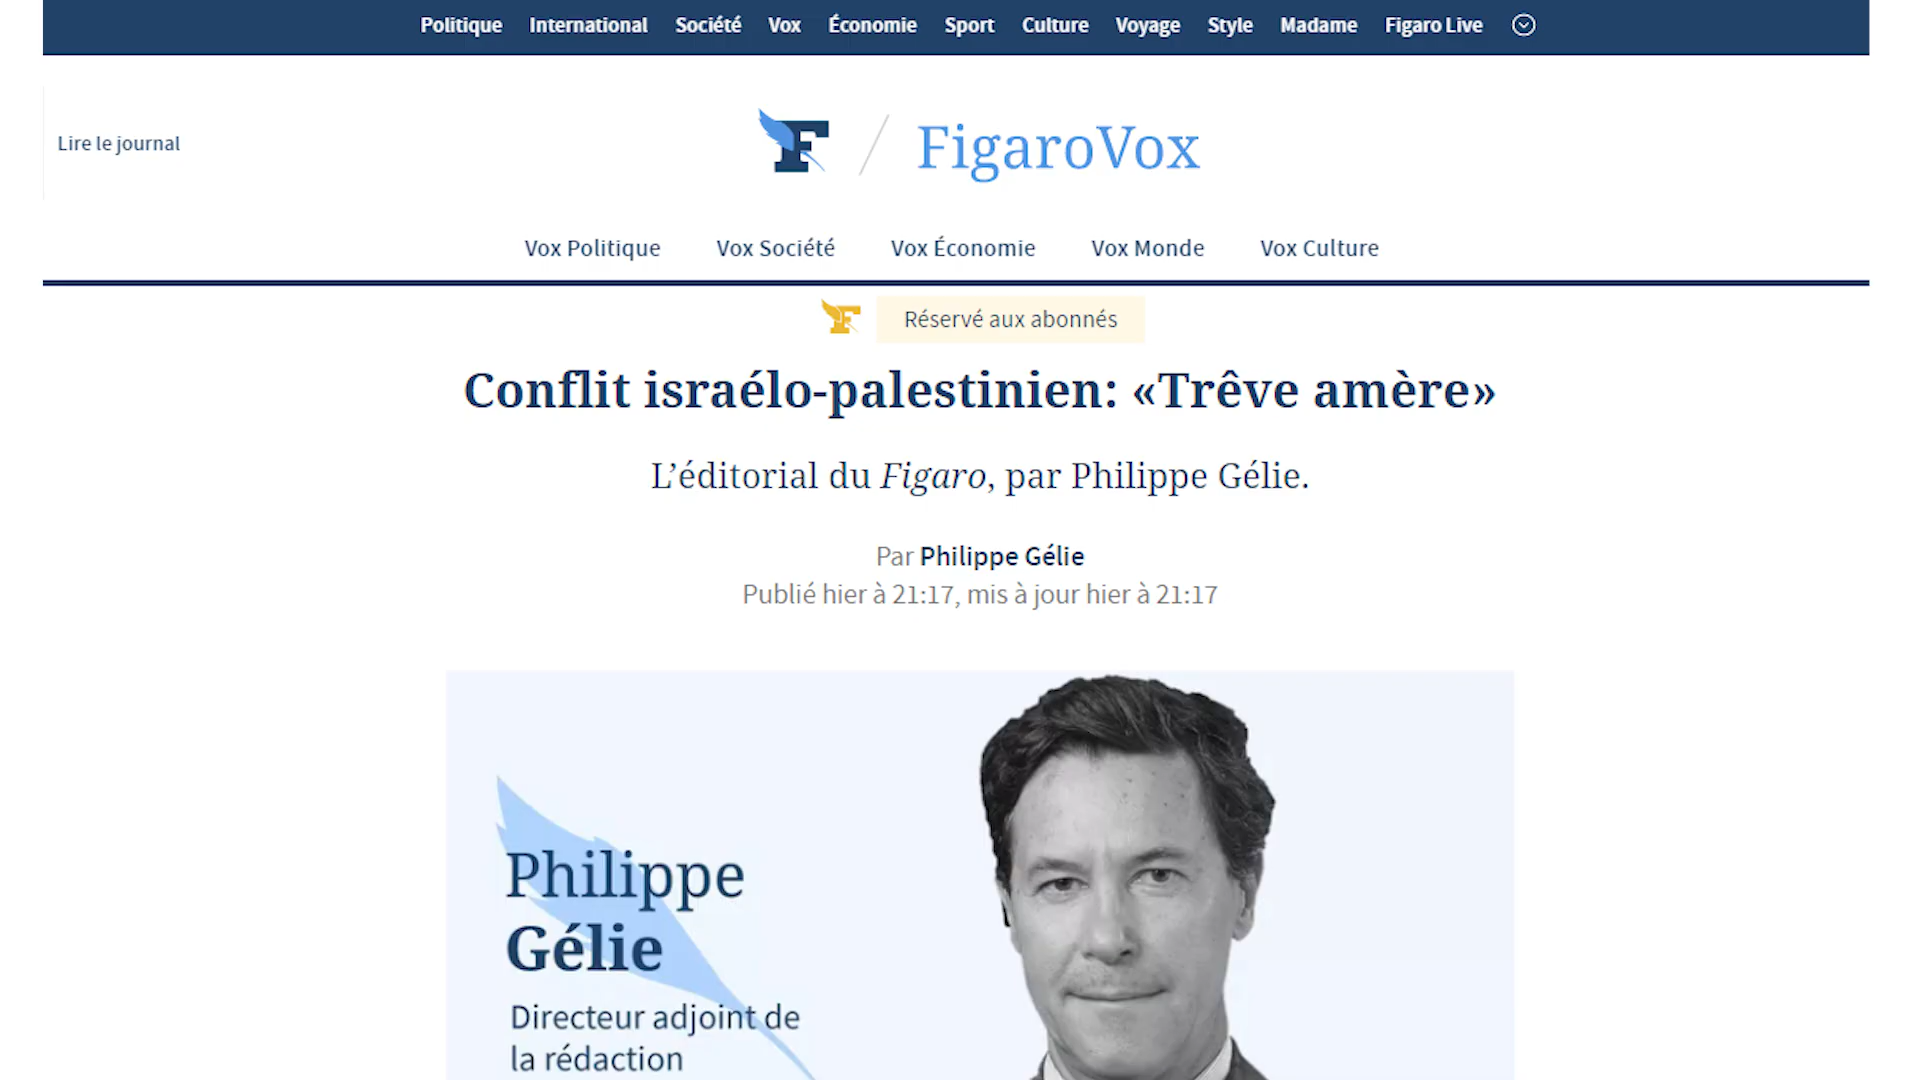 Politique International Société Vox Économie Sport Culture Voyage Style Madame Figaro Live
Lire le journal
F / FigaroVox
Vox Politique Vox Société Vox Économie Vox Monde Vox Culture
F Réservé aux abonnés
Conflit israélo-palestinien: «Trêve amère»
L’éditorial du Figaro, par Philippe Gélie.
Par Philippe Gélie
Publié hier à 21:17, mis à jour hier à 21:17
Philippe
Gélie
Directeur adjoint de
la rédaction